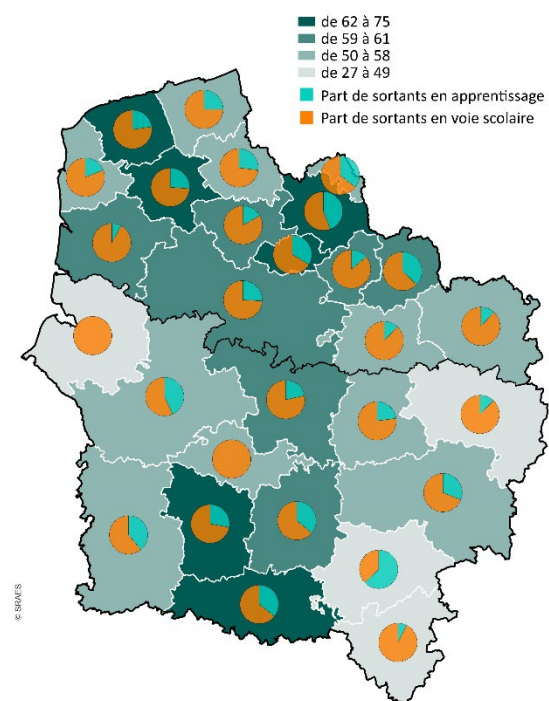 de 62 à 75
de 59 à 61
de 50 à 58
de 27 à 49
Part de sortants en apprentissage
Part de sortants en voie scolaire
© SRAES